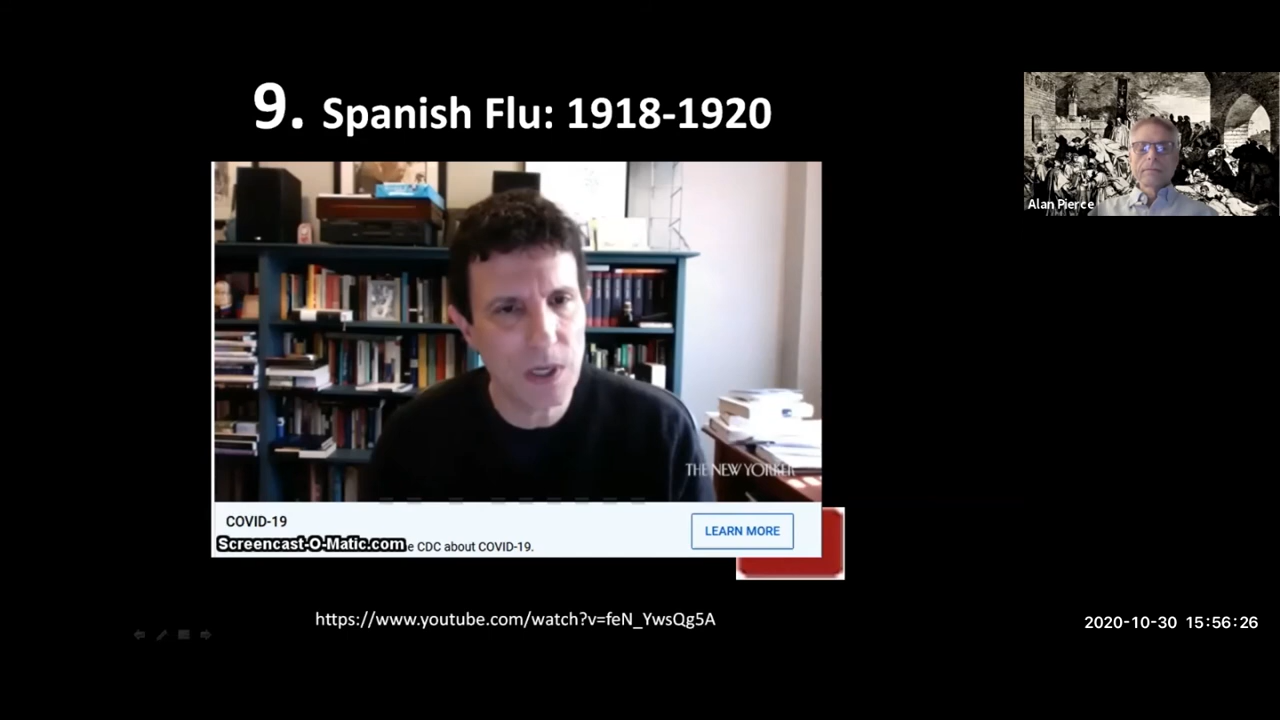 9. Spanish Flu: 1918-1920
Alan Pierce
THE NEW YORKER
COVID-19
LEARN MORE
Screencast-O-Matic.com
e CDC about COVID-19.
https://www.youtube.com/watch?v=feN_YwsQg5A
2020-10-30 15:56:26